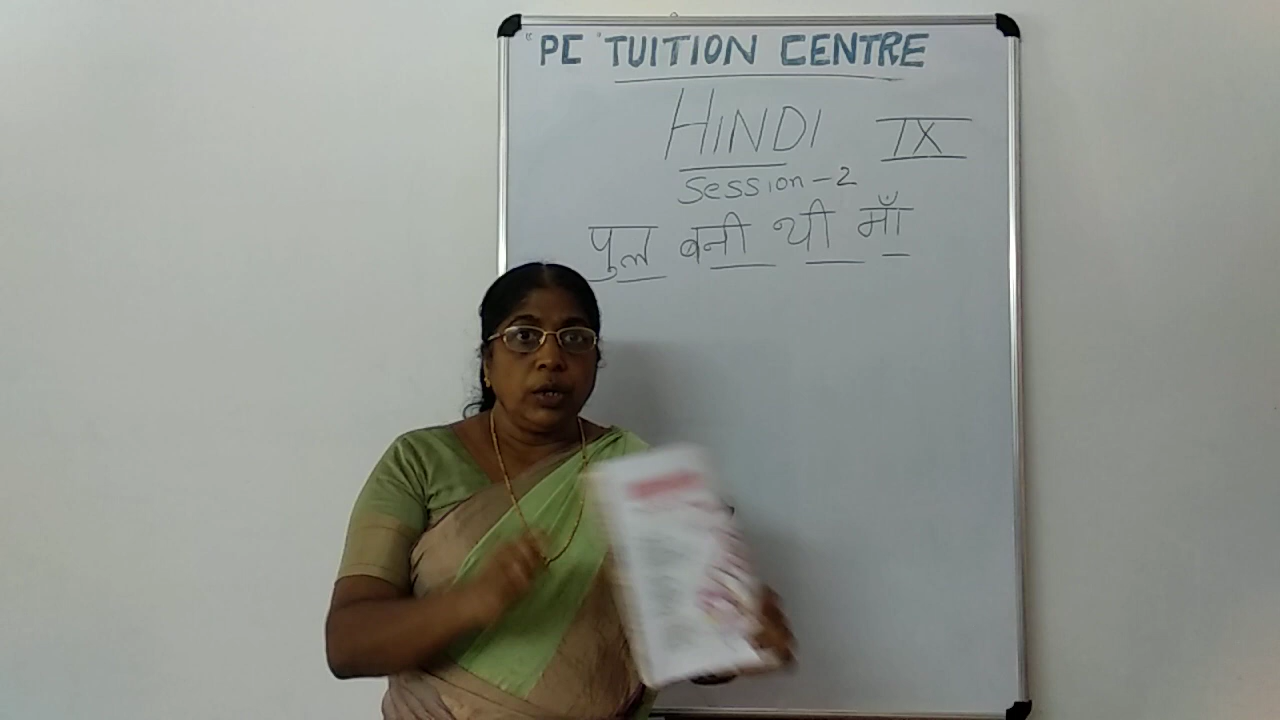 "PC" TUITION CENTRE
HINDI IX
Session-2
पुल बनी थी माँ